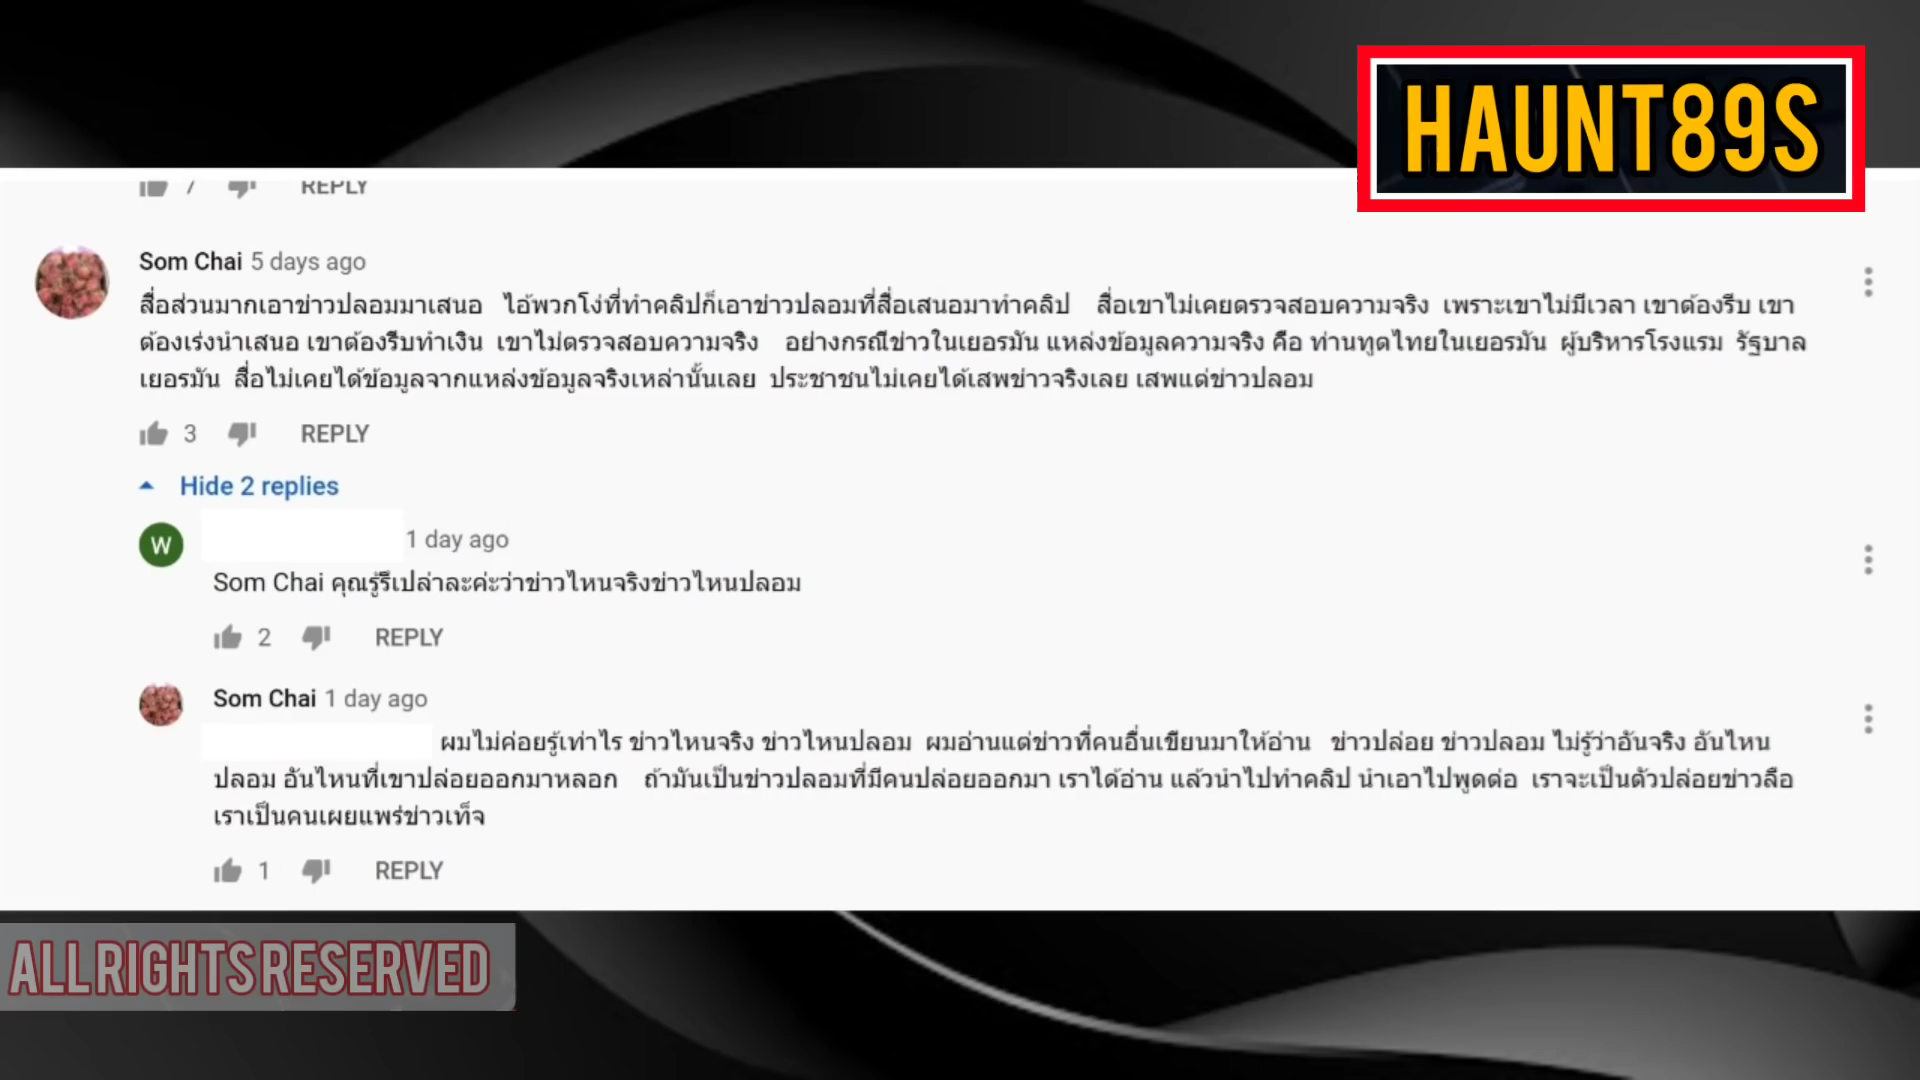 HAUNT89S
7 REPLY
Som Chai 5 days ago
สื่อส่วนมากเอาข่าวปลอมมาเสนอ ไอ้พวกโง่ที่ทำคลิปก็เอาข่าวปลอมที่สื่อเสนอมาทำคลิป สื่อเขาไม่เคยตรวจสอบความจริง เพราะเขาไม่มีเวลา เขาต้องรีบ เขา
ต้องเร่งนำเสนอ เขาต้องรีบทำเงิน เขาไม่ตรวจสอบความจริง อย่างกรณีข่าวในเยอรมัน แหล่งข้อมูลความจริง คือ ท่านทูตไทยในเยอรมัน ผู้บริหารโรงแรม รัฐบาล
เยอรมัน สื่อไม่เคยได้ข้อมูลจากแหล่งข้อมูลจริงเหล่านั้นเลย ประชาชนไม่เคยได้เสพข่าวจริงเลย เสพแต่ข่าวปลอม
3 REPLY
Hide 2 replies
W 1 day ago
Som Chai คุณรู้รึเปล่าละค่ะว่าข่าวไหนจริงข่าวไหนปลอม
2 REPLY
Som Chai 1 day ago
ผมไม่ค่อยรู้เท่าไร ข่าวไหนจริง ข่าวไหนปลอม ผมอ่านแต่ข่าวที่คนอื่นเขียนมาให้อ่าน ข่าวปล่อย ข่าวปลอม ไม่รู้ว่าอันจริง อันไหน
ปลอม อันไหนที่เขาปล่อยออกมาหลอก ถ้ามันเป็นข่าวปลอมที่มีคนปล่อยออกมา เราได้อ่าน แล้วนำไปทำคลิป นำเอาไปพูดต่อ เราจะเป็นตัวปล่อยข่าวลือ
เราเป็นคนเผยแพร่ข่าวเท็จ
1 REPLY
ALL RIGHTS RESERVED